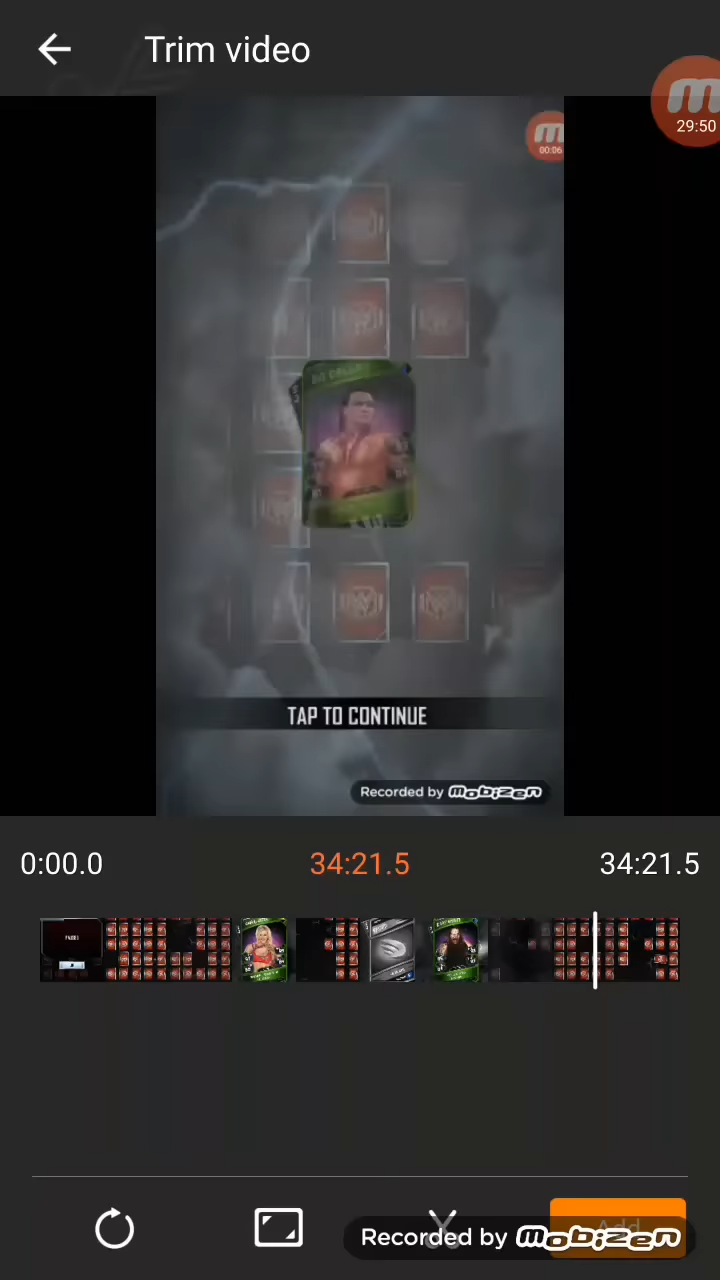 Trim video
29:50
00:06
TAP TO CONTINUE
Recorded by mobizen
0:00.0
34:21.5
34:21.5
Add
Recorded by mobizen